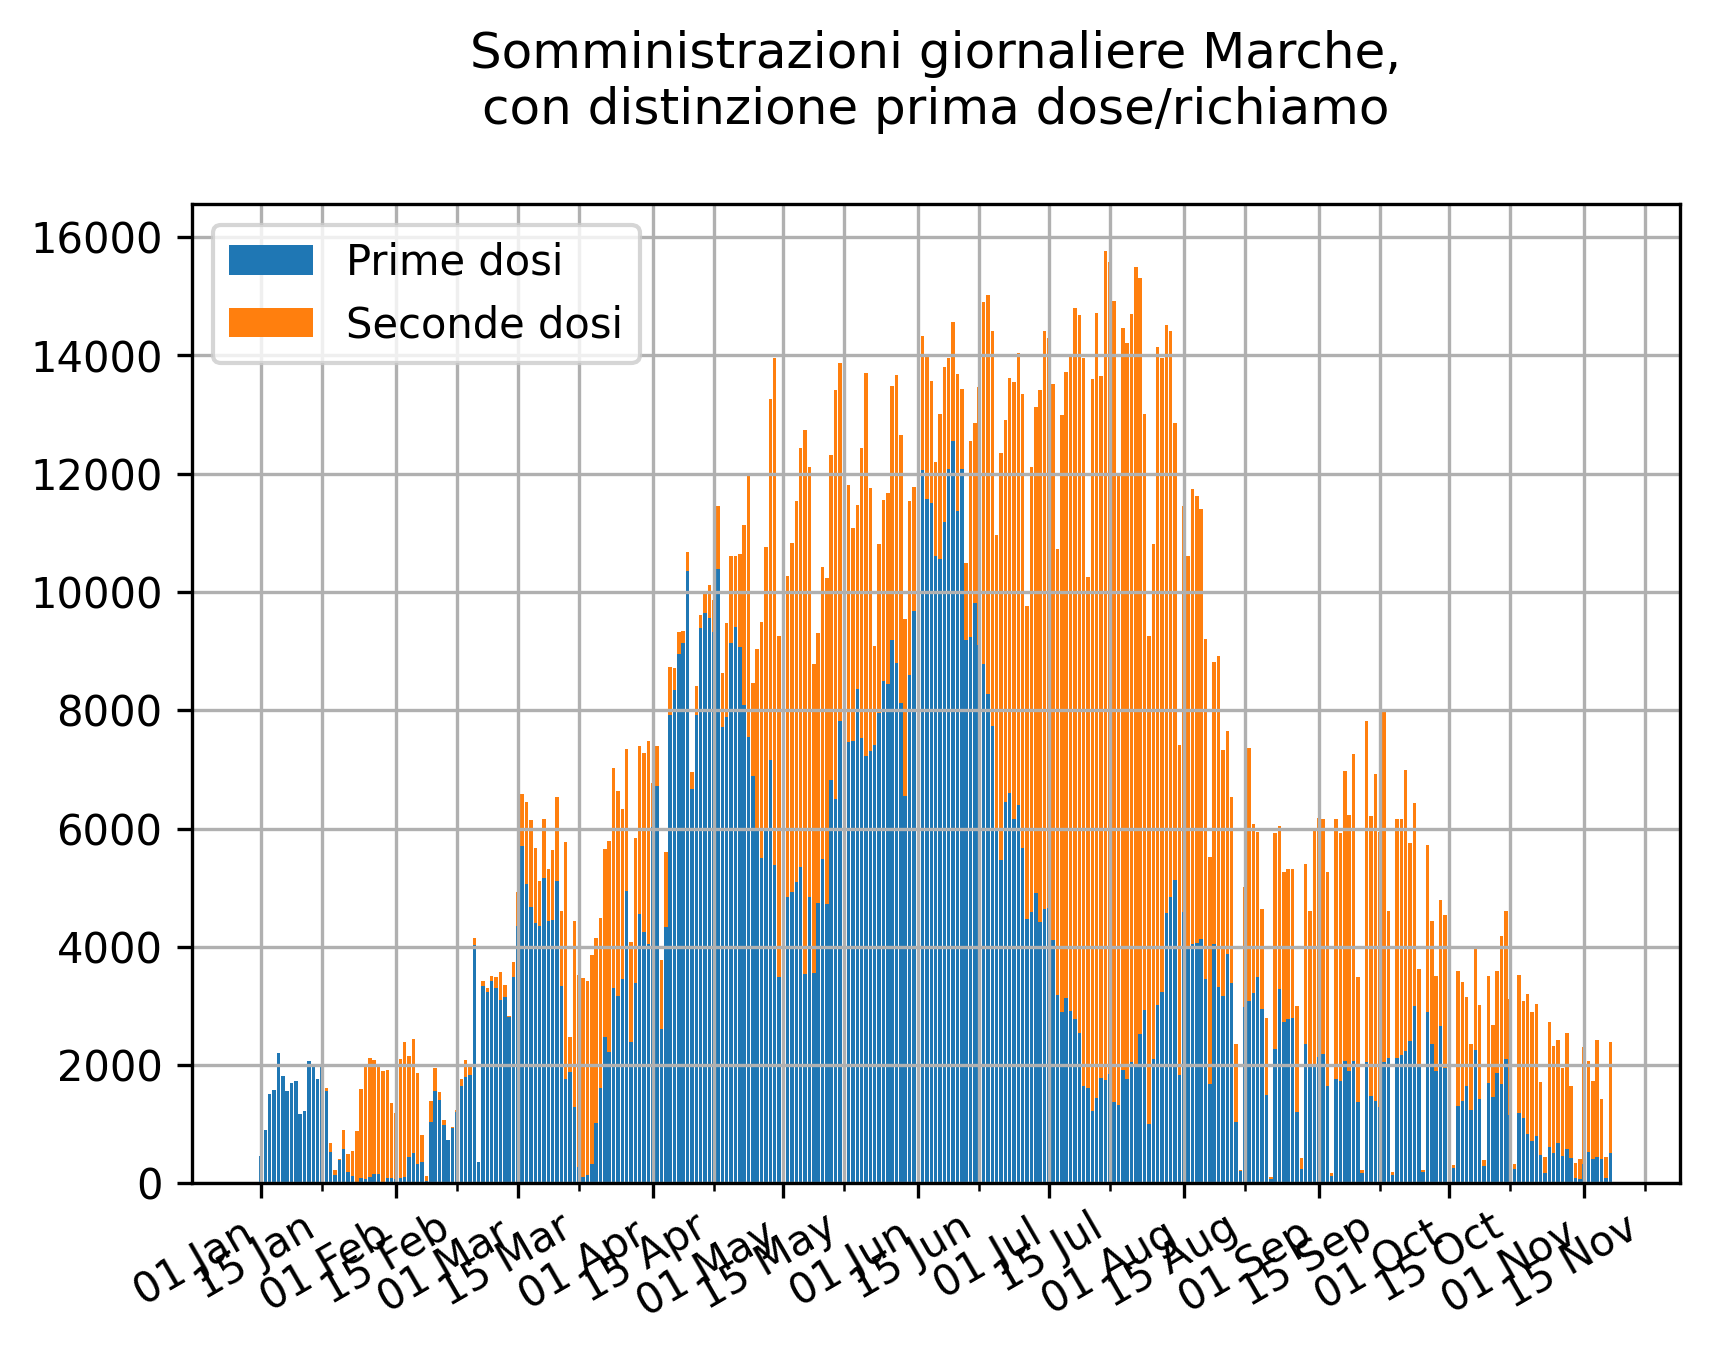 Somministrazioni giornaliere Marche,
con distinzione prima dose/richiamo
Prime dosi
Seconde dosi
16000
14000
12000
10000
8000
6000
4000
2000
0
01 Jan
15 Jan
01 Feb
15 Feb
01 Mar
15 Mar
01 Apr
15 Apr
01 May
15 May
01 Jun
15 Jun
01 Jul
15 Jul
01 Aug
15 Aug
01 Sep
15 Sep
01 Oct
15 Oct
01 Nov
15 Nov